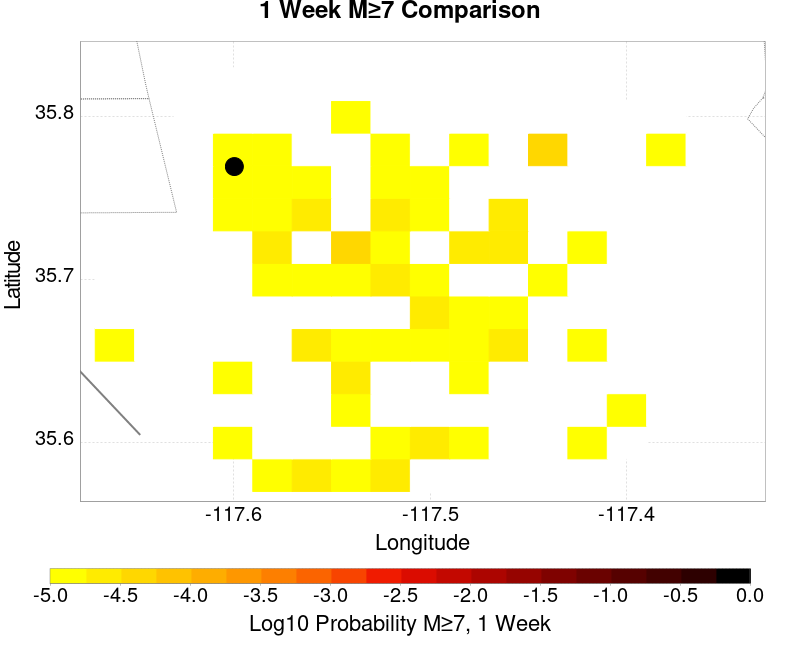 1 Week M≥7 Comparison
35.8
35.7
35.6
Latitude
-117.6 -117.5 -117.4
Longitude
-5.0 -4.5 -4.0 -3.5 -3.0 -2.5 -2.0 -1.5 -1.0 -0.5 0.0
Log10 Probability M≥7, 1 Week